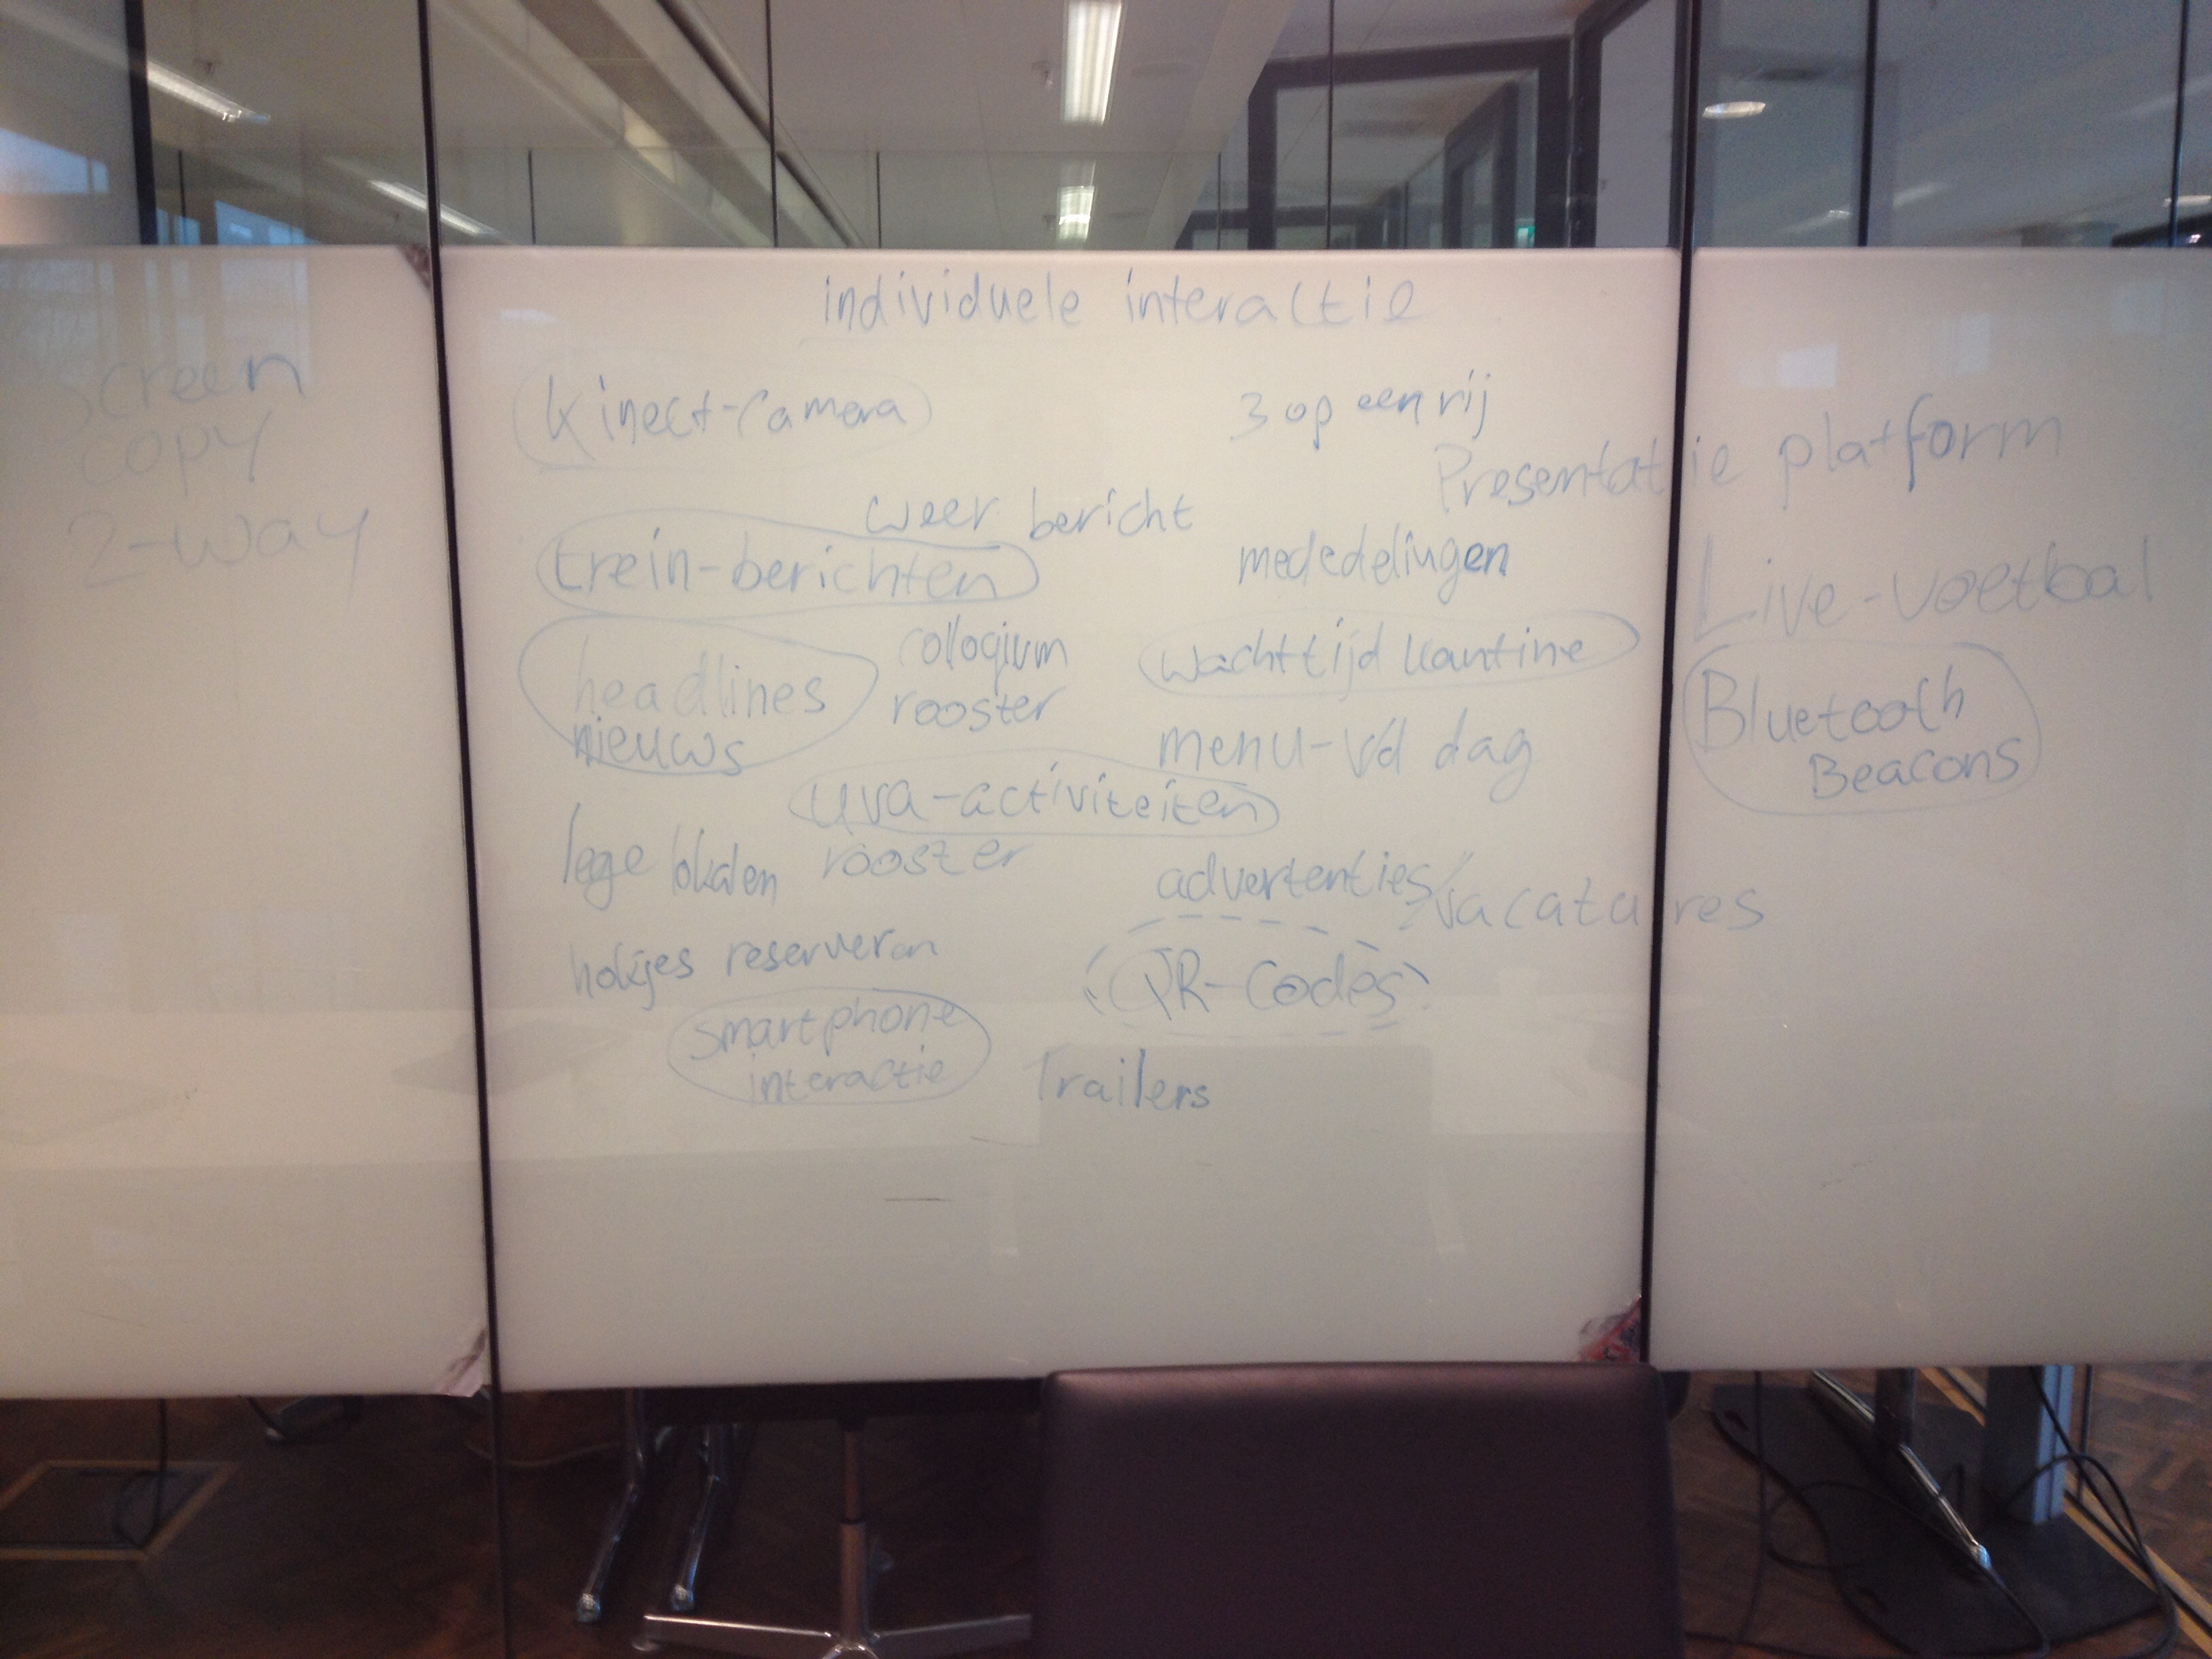 individuele interactie
screen
copy
2-way
kinect-camera
3 op een rij
Presentatie platform
weer bericht
trein-berichten
mededelingen
Live-voetbal
headlines
nieuws
collogium
rooster
wachttijd kantine
Bluetooth
Beacons
menu-vd dag
uva-activiteiten
rooster
lege lokalen
advertenties/vacatures
hokjes reserveren
QR-Codes
smartphone
interactie
Trailers